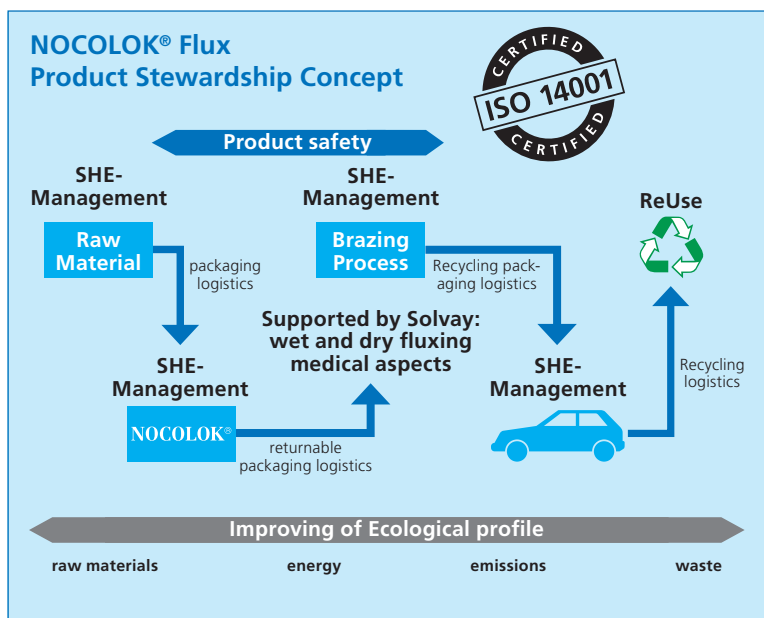 NOCOLOK® Flux
Product Stewardship Concept
CERTIFIED
ISO 14001
CERTIFIED
Product safety
SHE-
Management
Raw
Material
packaging
logistics
SHE-
Management
Brazing
Process
Recycling pack-
aging logistics
ReUse
Supported by Solvay:
wet and dry fluxing
medical aspects
SHE-
Management
NOCOLOK®
returnable
packaging logistics
SHE-
Management
Recycling
logistics
Improving of Ecological profile
raw materials
energy
emissions
waste